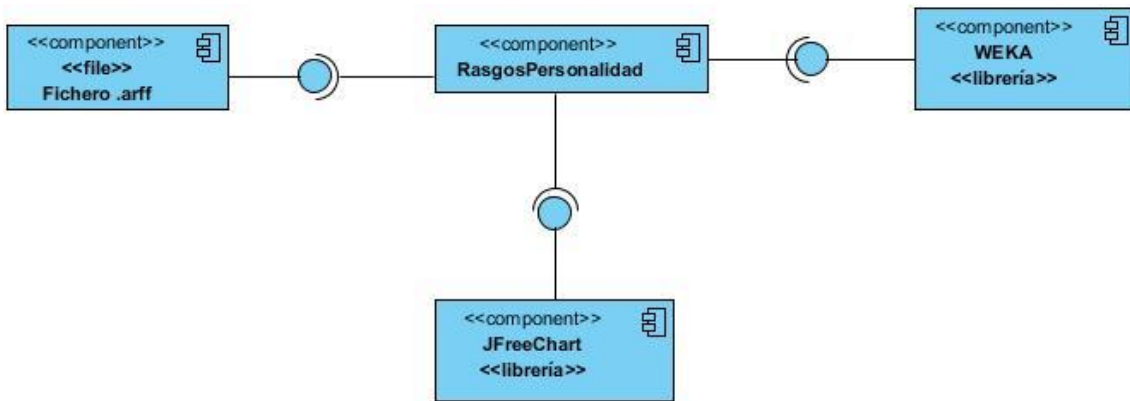 <<component>>
<<file>>
Fichero .arff
<<component>>
RasgosPersonalidad
<<component>>
WEKA
<<librería>>
<<component>>
JFreeChart
<<librería>>